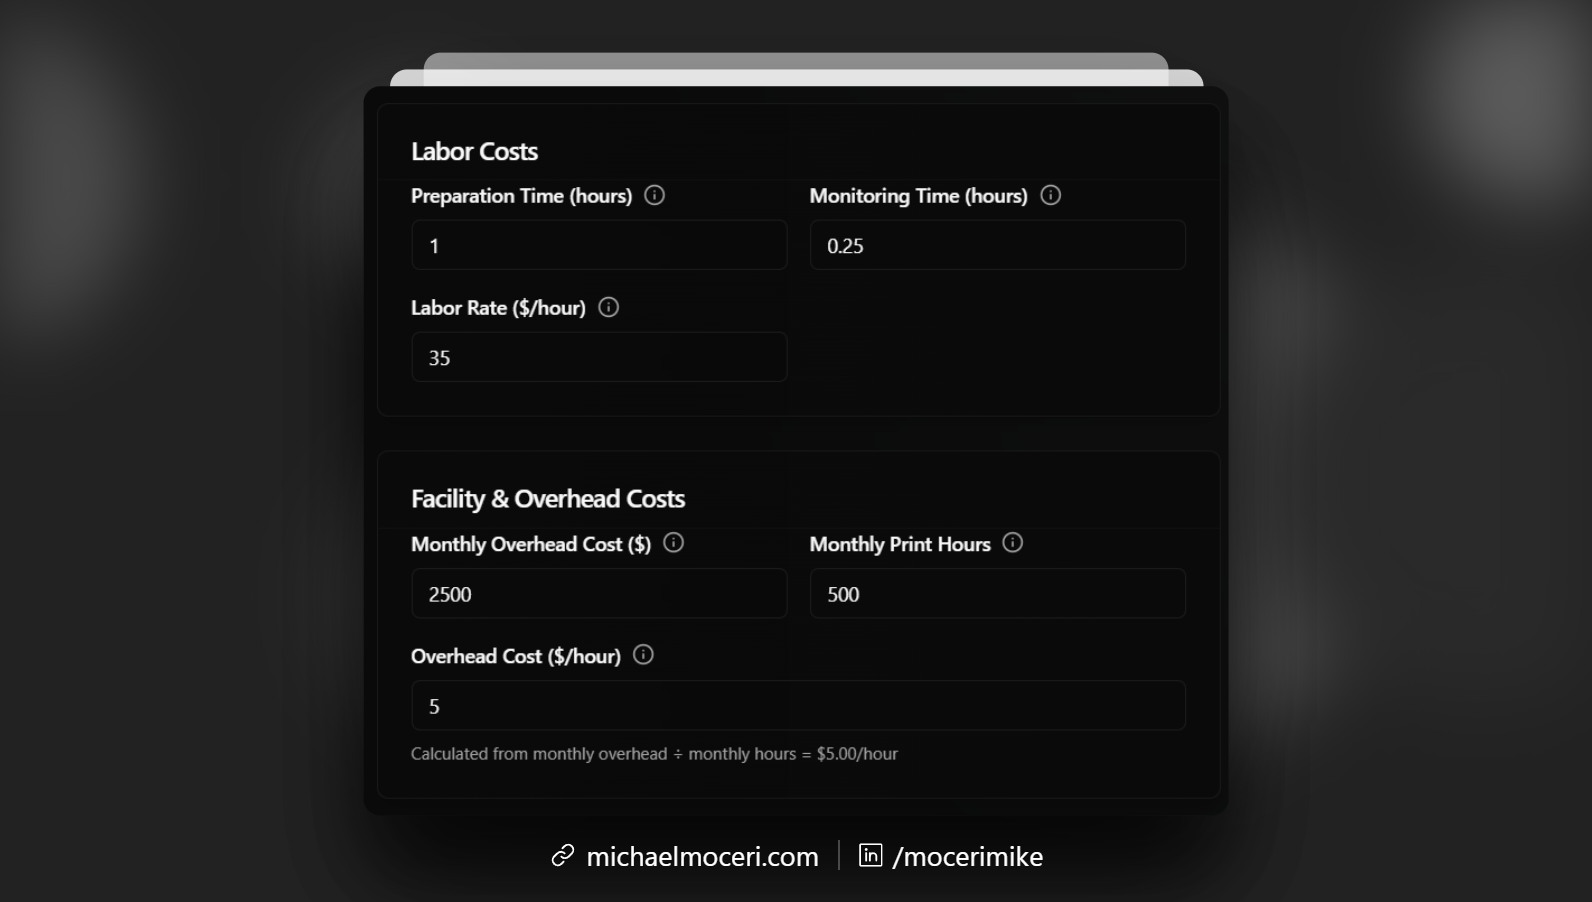 Labor Costs
Preparation Time (hours)
Monitoring Time (hours)
1
0.25
Labor Rate ($/hour)
35
Facility & Overhead Costs
Monthly Overhead Cost ($)
Monthly Print Hours
2500
500
Overhead Cost ($/hour)
5
Calculated from monthly overhead ÷ monthly hours = $5.00/hour
michaelmoceri.com
/mocerimike